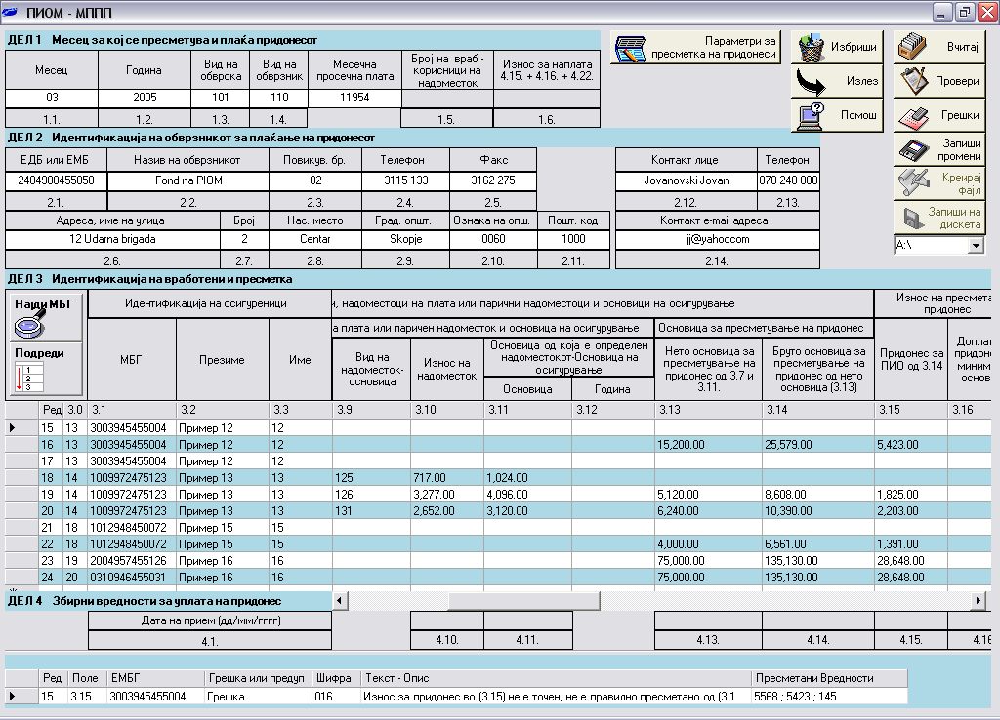 ПИОМ - МППП
ДЕЛ 1 Месец за кој се пресметува и плаќа придонесот
Месец Година Вид на обврска Вид на обврзник Месечна просечна плата Број на враб.- корисници на надоместок Износ за наплата 4.15. + 4.16. + 4.22.
03 2005 101 110 11954
1.1. 1.2. 1.3. 1.4. 1.5. 1.6.
Параметри за пресметка на придонеси
Избриши
Излез
Помош
Вчитај
Провери
Грешки
Запиши промени
Креирај фајл
Запиши на дискета
A:\
ДЕЛ 2 Идентификација на обврзникот за плаќање на придонесот
ЕДБ или ЕМБ Назив на обврзникот Повикув. бр. Телефон Факс Контакт лице Телефон
2404980455050 Fond na PIOM 02 3115 133 3162 275 Jovanovski Jovan 070 240 808
2.1. 2.2. 2.3. 2.4. 2.5. 2.12. 2.13.
Адреса, име на улица Број Нас. место Град. општ. Ознака на опш. Пошт. код Контакт e-mail адреса
12 Udarna brigada 2 Centar Skopje 0060 1000 jj@yahoocom
2.6. 2.7. 2.8. 2.9. 2.10. 2.11. 2.14.
ДЕЛ 3 Идентификација на вработени и пресметка
Најди МБГ
Подреди
1
2
3
Идентификација на осигуреници
и, надоместоци на плата или парични надоместоци и основици на осигурување
Износ на пресмета придонес
МБГ Презиме Име
а плата или паричен надоместок и основица на осигурување
Основица за пресметување на придонес
Вид на надоместок-основица
Износ на надоместок
Основица од која е определен надоместокот-Основица на осигурување
Основица Година
Нето основица за пресметување на придонес од 3.7 и 3.11.
Бруто основица за пресметување на придонес од нето основица (3.13)
Придонес за ПИО од 3.14
Доплат придоне миним основ
Ред 3.0 3.1 3.2 3.3 3.9 3.10 3.11 3.12 3.13 3.14 3.15 3.16
15 13 3003945455004 Пример 12 12
16 13 3003945455004 Пример 12 12 15,200.00 25,579.00 5,423.00
17 13 3003945455004 Пример 12 12
18 14 1009972475123 Пример 13 13 125 717.00 1,024.00
19 14 1009972475123 Пример 13 13 126 3,277.00 4,096.00 5,120.00 8,608.00 1,825.00
20 14 1009972475123 Пример 13 13 131 2,652.00 3,120.00 6,240.00 10,390.00 2,203.00
21 18 1012948450072 Пример 15 15
22 18 1012948450072 Пример 15 15 4,000.00 6,561.00 1,391.00
23 19 2004957455126 Пример 16 16 75,000.00 135,130.00 28,648.00
24 20 0310946455031 Пример 16 16 75,000.00 135,130.00 28,648.00
ДЕЛ 4 Збирни вредности за уплата на придонес
Дата на прием (дд/мм/гггг)
4.1. 4.10. 4.11. 4.13. 4.14. 4.15. 4.16
Ред Поле ЕМБГ Грешка или предуп Шифра Текст - Опис Пресметани Вредности
15 3.15 3003945455004 Грешка 016 Износ за придонес во (3.15) не е точен, не е правилно пресметано од (3.1 5568 ; 5423 ; 145